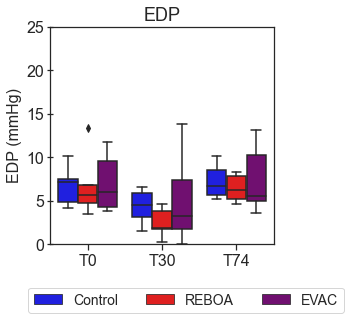 EDP
EDP (mmHg)
25
20
15
10
5
0
T0 T30 T74
Control REBOA EVAC